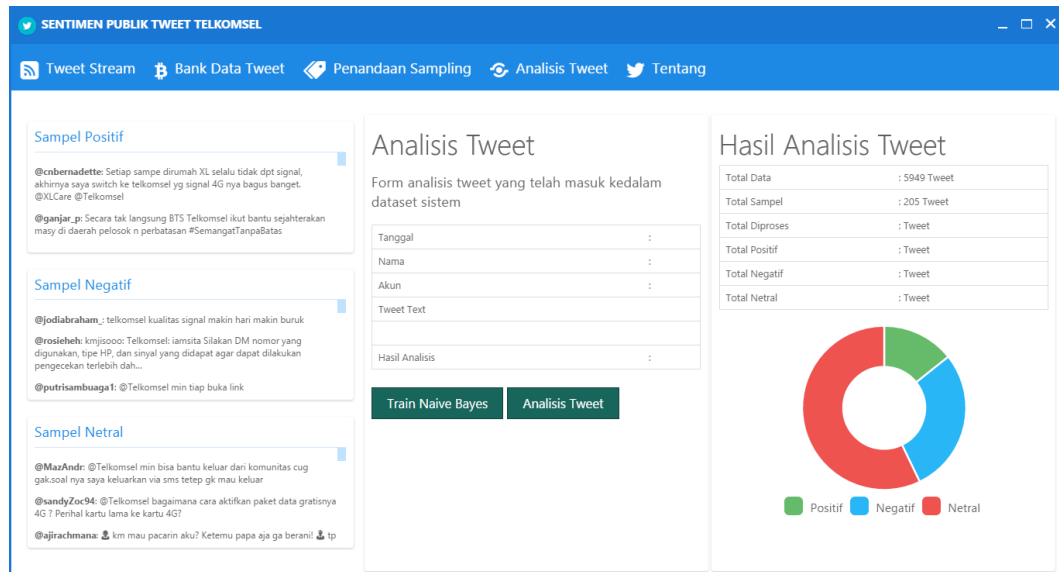 SENTIMEN PUBLIK TWEET TELKOMSEL
Tweet Stream Bank Data Tweet Penandaan Sampling Analisis Tweet Tentang
Sampel Positif
@cnbernadette: Setiap sampe dirumah XL selalu tidak dpt signal,
akhirnya saya switch ke telkomsel yg signal 4G nya bagus banget.
@XLCare @Telkomsel
@ganjar_p: Secara tak langsung BTS Telkomsel ikut bantu sejahterakan
masy di daerah pelosok n perbatasan #SemangatTanpaBatas
Sampel Negatif
@jodiabraham_: telkomsel kualitas signal makin hari makin buruk
@rosieheh: kmjisooo: Telkomsel: iamsita Silakan DM nomor yang
digunakan, tipe HP, dan sinyal yang didapat agar dapat dilakukan
pengecekan terlebih dah...
@putrisambuaga1: @Telkomsel min tiap buka link
Sampel Netral
@MazAndr: @Telkomsel min bisa bantu keluar dari komunitas cug
gak.soal nya saya keluarkan via sms tetep gk mau keluar
@sandyZoc94: @Telkomsel bagaimana cara aktifkan paket data gratisnya
4G ? Perihal kartu lama ke kartu 4G?
@ajirachmana: km mau pacarin aku? Ketemu papa aja ga berani! tp
Analisis Tweet
Form analisis tweet yang telah masuk kedalam
dataset sistem
Tanggal :
Nama :
Akun :
Tweet Text
Hasil Analisis :
Train Naive Bayes Analisis Tweet
Hasil Analisis Tweet
Total Data : 5949 Tweet
Total Sampel : 205 Tweet
Total Diproses : Tweet
Total Positif : Tweet
Total Negatif : Tweet
Total Netral : Tweet
Positif Negatif Netral